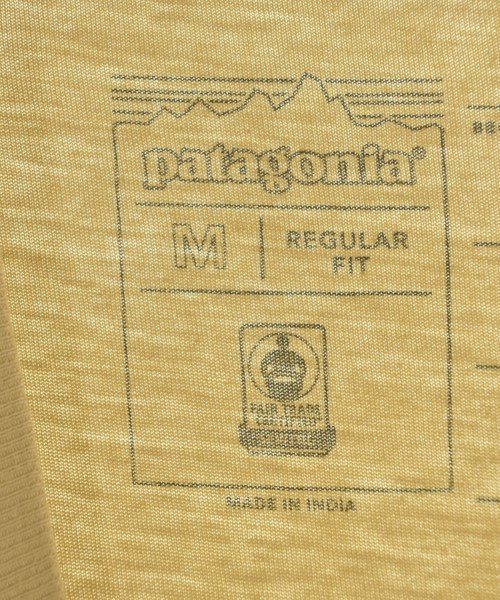 patagonia®
M
REGULAR
FIT
FAIR TRADE
CERTIFIED
MADE IN INDIA